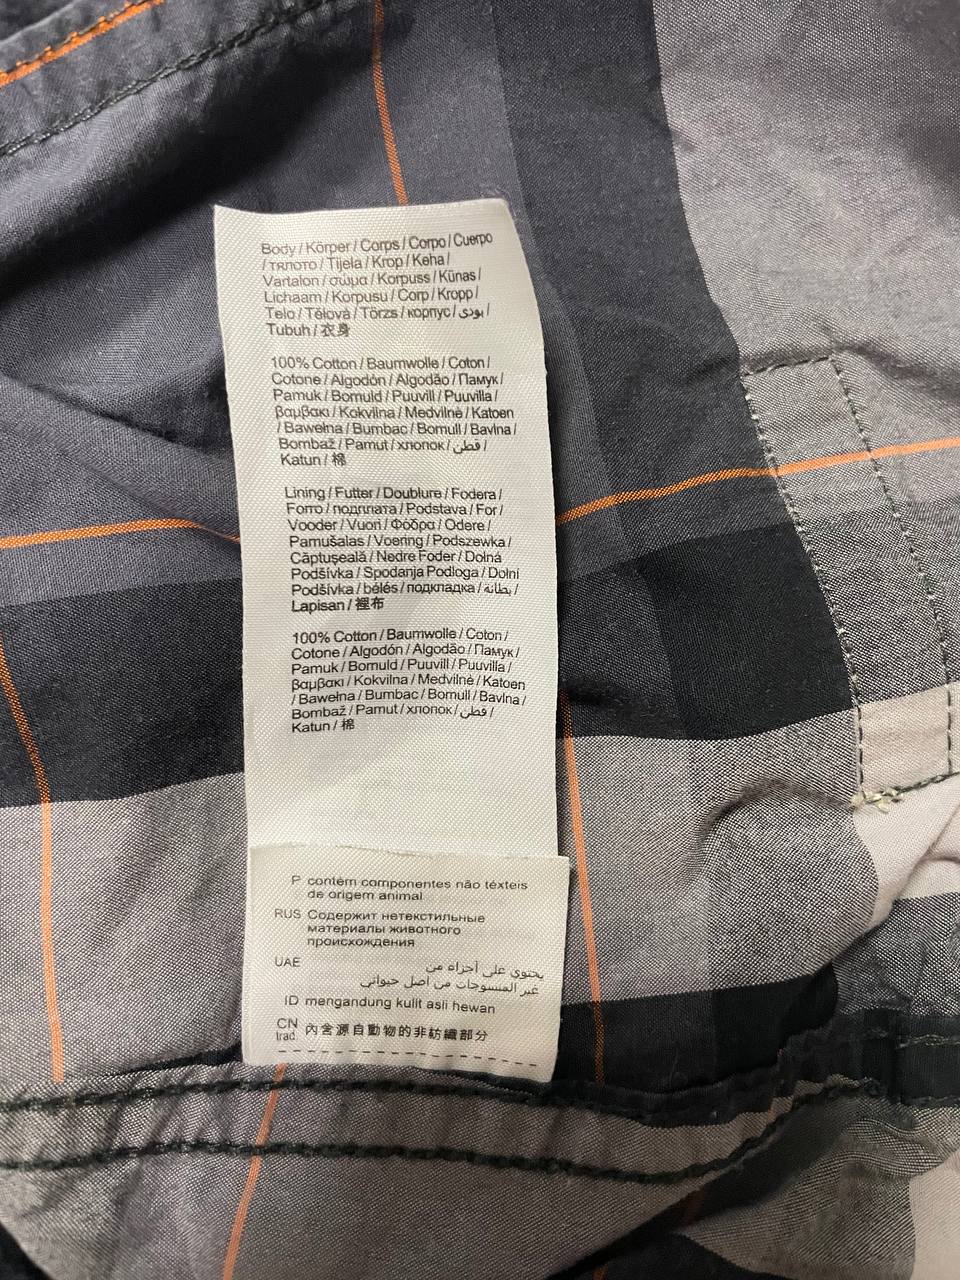 Body / Körper / Corps / Corpo / Cuerpo
/ тялото / Tijela / Krop / Keha /
Vartalon / σώμα / Korpuss / Kūnas /
Lichaam / Korpusu / Corp / Kropp /
Telo / Tělová / Törzs / корпус / بودي /
Tubuh / 衣身
100% Cotton / Baumwolle / Coton /
Cotone / Algodón / Algodão / Памук /
Pamuk / Bomuld / Puuvill / Puuvilla /
βαμβακι / Kokvilna / Medvilnė / Katoen
/ Bawełna / Bumbac / Bomull / Bavlna /
Bombaž / Pamut / хлопок / قطن /
Katun / 棉
Lining / Futter / Doublure / Fodera /
Forro / подплата / Podstava / For /
Vooder / Vuori / Φόδρα / Odere /
Pamušalas / Voering / Podszewka /
Căptuşeală / Nedre Foder / Dolná
Podšívka / Spodanja Podloga / Dolní
Podšívka / bélés / подкладка / بطانة /
Lapisan / 裡布
100% Cotton / Baumwolle / Coton /
Cotone / Algodón / Algodão / Памук /
Pamuk / Bomuld / Puuvill / Puuvilla /
βαμβακι / Kokvilna / Medvilnė / Katoen
/ Bawełna / Bumbac / Bomull / Bavlna /
Bombaž / Pamut / хлопок / قطن /
Katun / 棉
P contém componentes não têxteis
de origem animal
RUS Содержит нетекстильные
материалы животного
происхождения
UAE يحتوي على أجزاء من
غير المنسوجات من أصل حيواني
ID mengandung kulit asli hewan
CN trad. 內含源自動物的非紡織部分